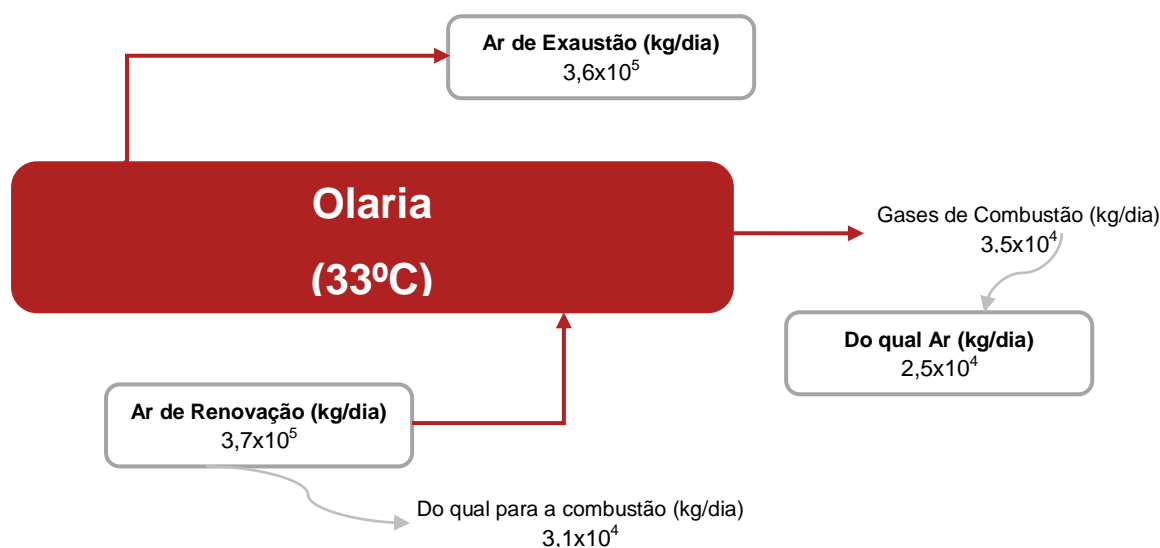 Ar de Exaustão (kg/dia)
3,6x10⁵
Olaria
(33ºC)
Gases de Combustão (kg/dia)
3,5x10⁴
Do qual Ar (kg/dia)
2,5x10⁴
Ar de Renovação (kg/dia)
3,7x10⁵
Do qual para a combustão (kg/dia)
3,1x10⁴